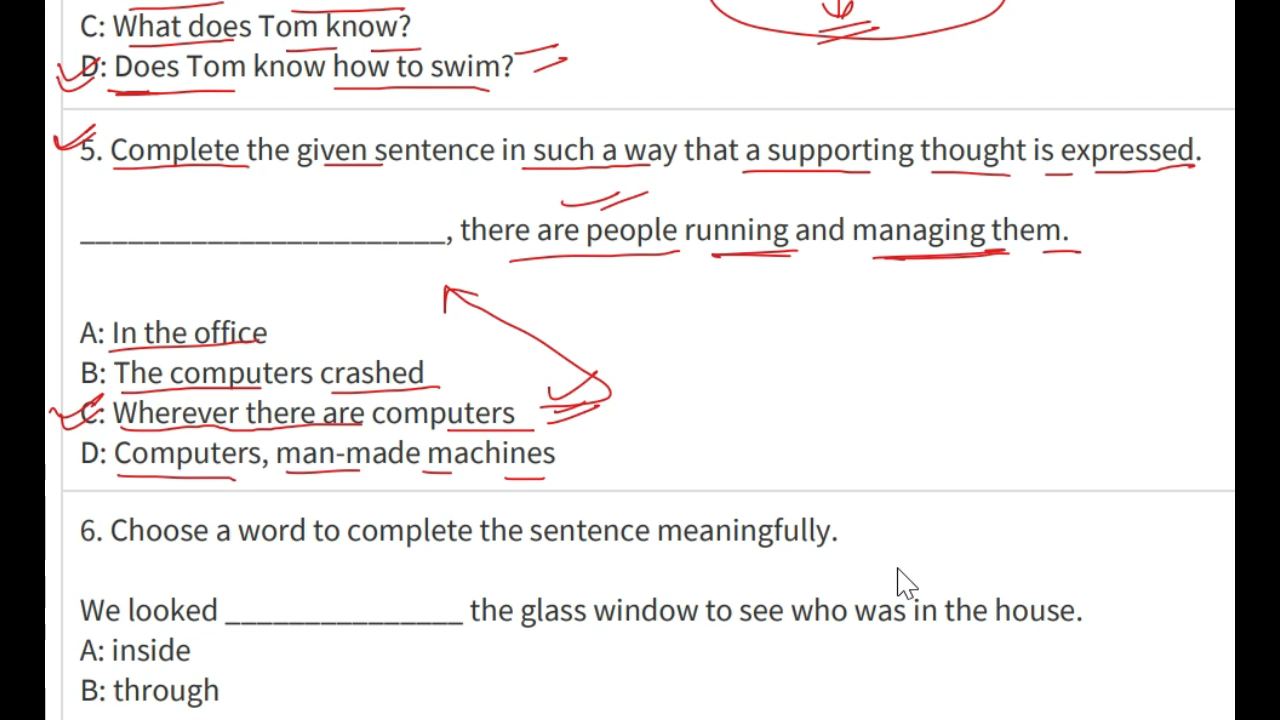 C: What does Tom know?
D: Does Tom know how to swim?
5. Complete the given sentence in such a way that a supporting thought is expressed.
_______________________, there are people running and managing them.
A: In the office
B: The computers crashed
C: Wherever there are computers
D: Computers, man-made machines
6. Choose a word to complete the sentence meaningfully.
We looked _______________ the glass window to see who was in the house.
A: inside
B: through